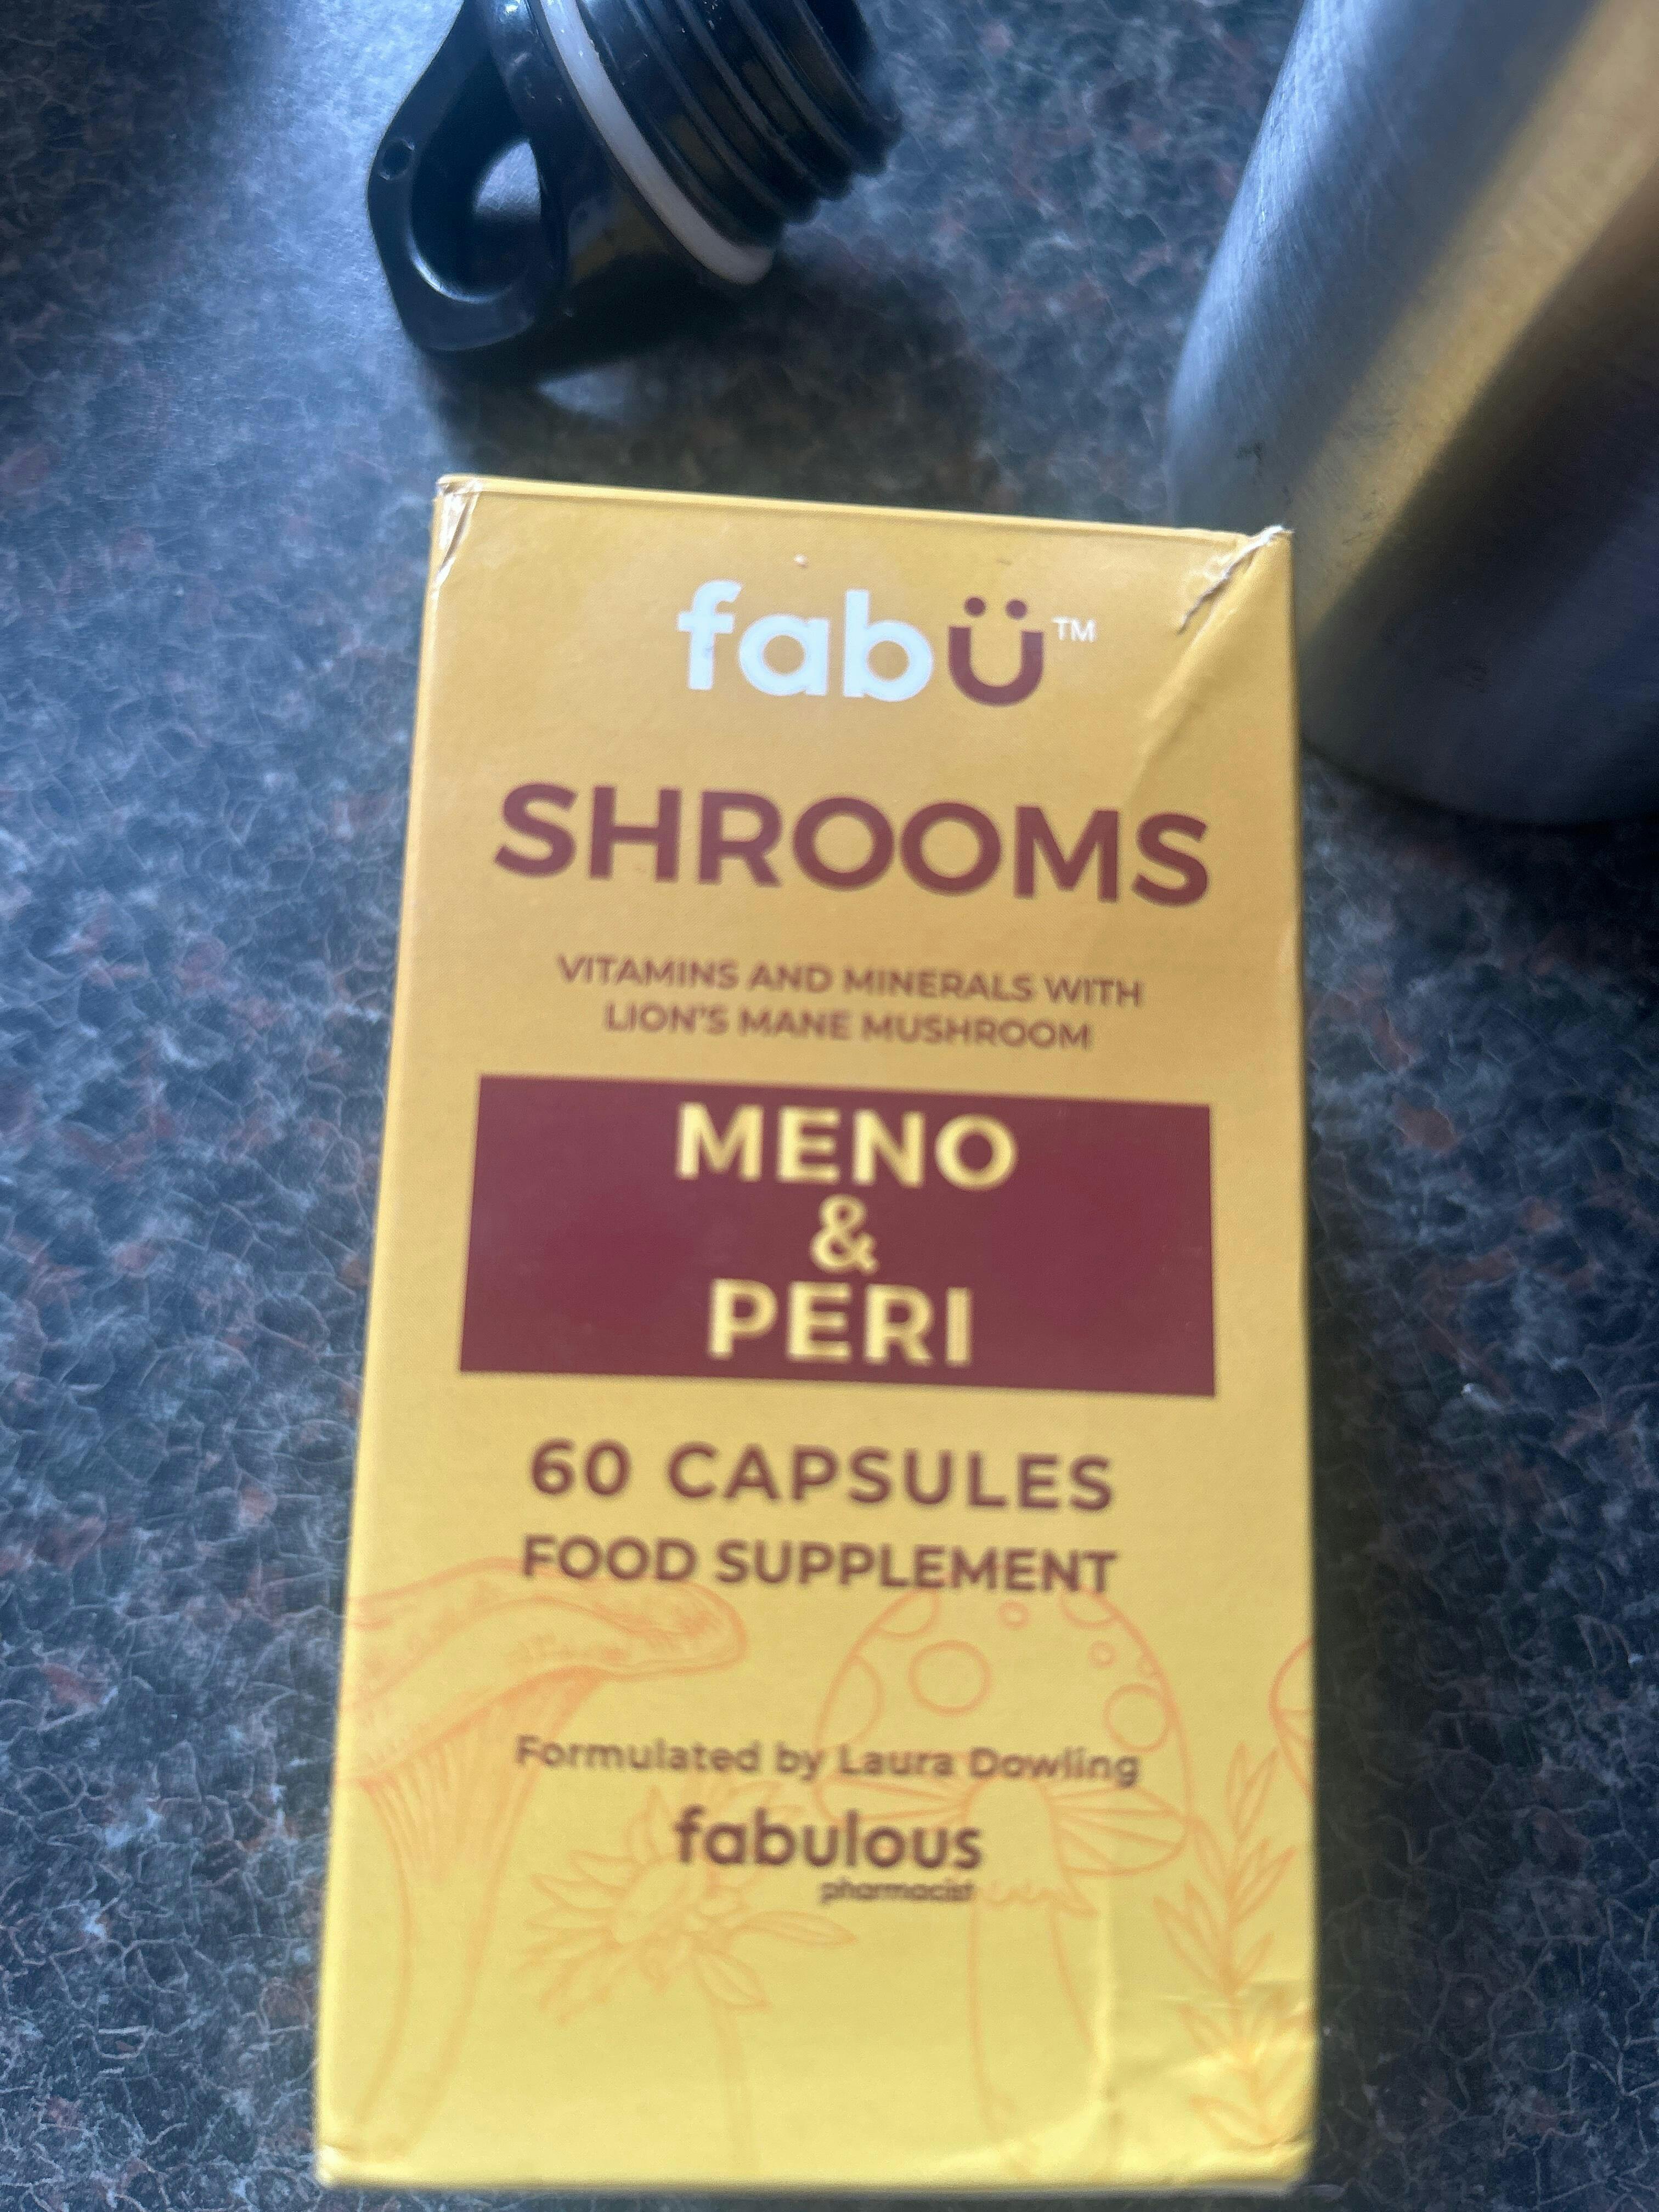 fabÜ™
SHROOMS
VITAMINS AND MINERALS WITH
LION'S MANE MUSHROOM
MENO
&
PERI
60 CAPSULES
FOOD SUPPLEMENT
Formulated by Laura Dowling
fabulous
pharmacist